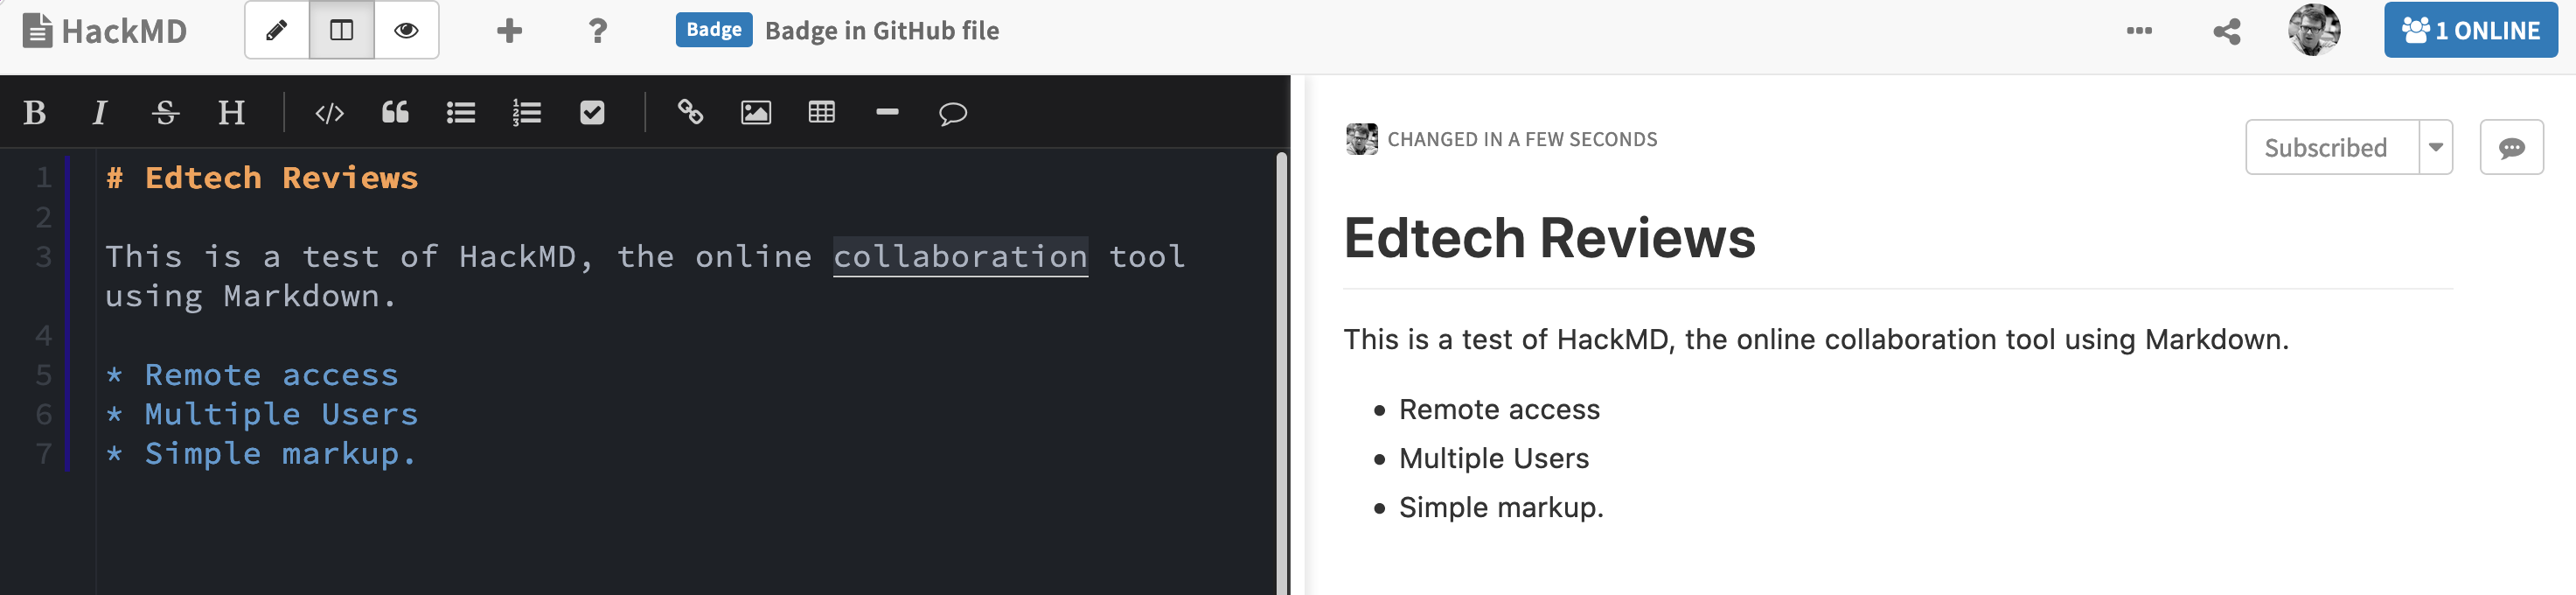 HackMD
Badge Badge in GitHub file
1 ONLINE
B I S H
1 # Edtech Reviews
2
3 This is a test of HackMD, the online collaboration tool
using Markdown.
4
5 * Remote access
6 * Multiple Users
7 * Simple markup.
CHANGED IN A FEW SECONDS
Subscribed
Edtech Reviews
This is a test of HackMD, the online collaboration tool using Markdown.
• Remote access
• Multiple Users
• Simple markup.